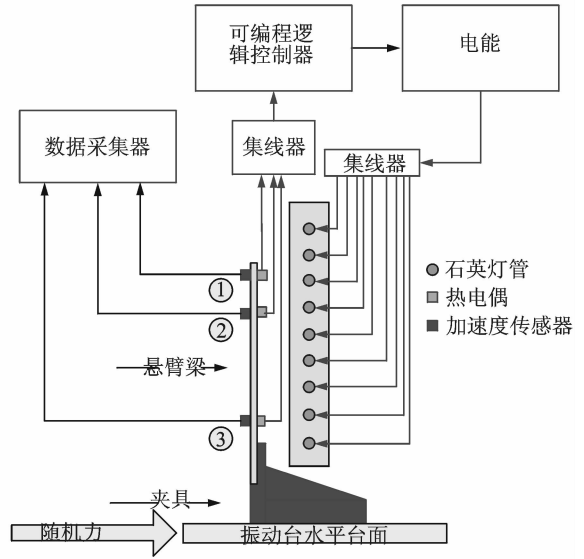 可编程逻
辑控制器
电能
数据采集器
集线器
集线器
石英灯管
热电偶
加速度传感器
①
②
悬臂梁
③
夹具
随机力
振动台水平台面